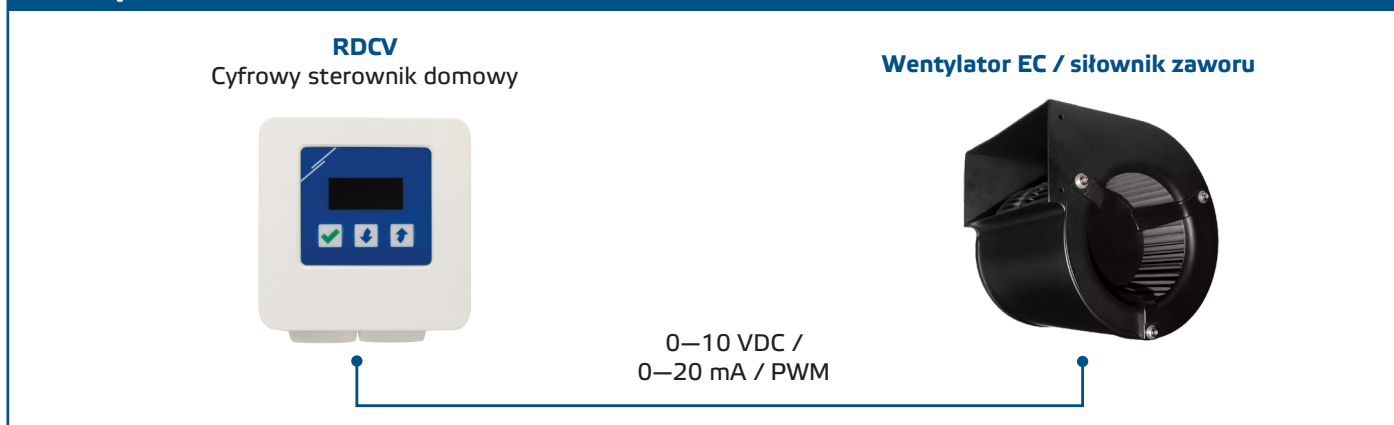 RDCV
Cyfrowy sterownik domowy
Wentylator EC / siłownik zaworu
0—10 VDC /
0—20 mA / PWM